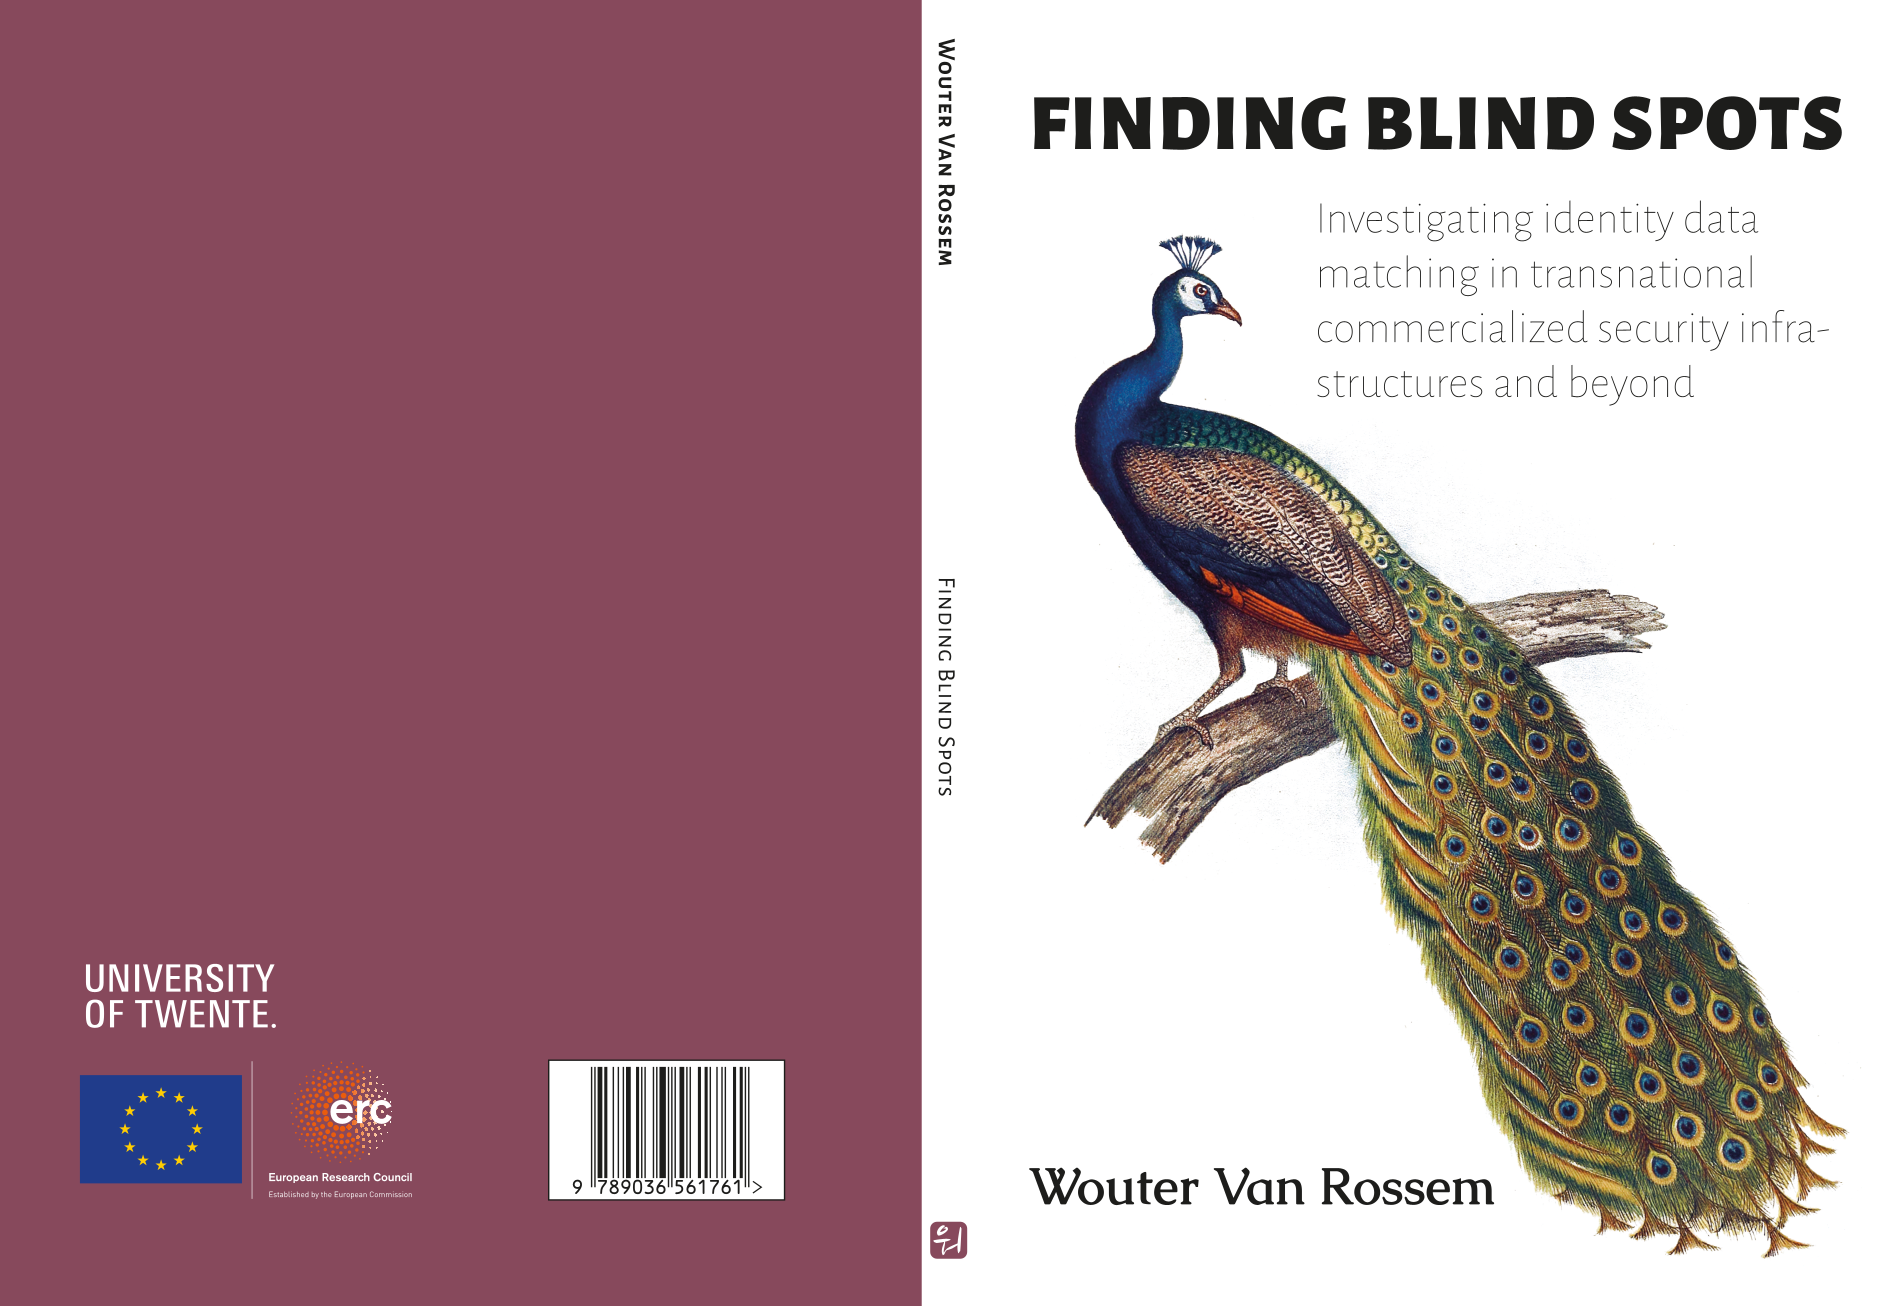 UNIVERSITY
OF TWENTE.
erc
European Research Council
Established by the European Commission
9 789036 561761 >
WOUTER VAN ROSSEM
FINDING BLIND SPOTS
워
FINDING BLIND SPOTS
Investigating identity data
matching in transnational
commercialized security infra-
structures and beyond
Wouter Van Rossem